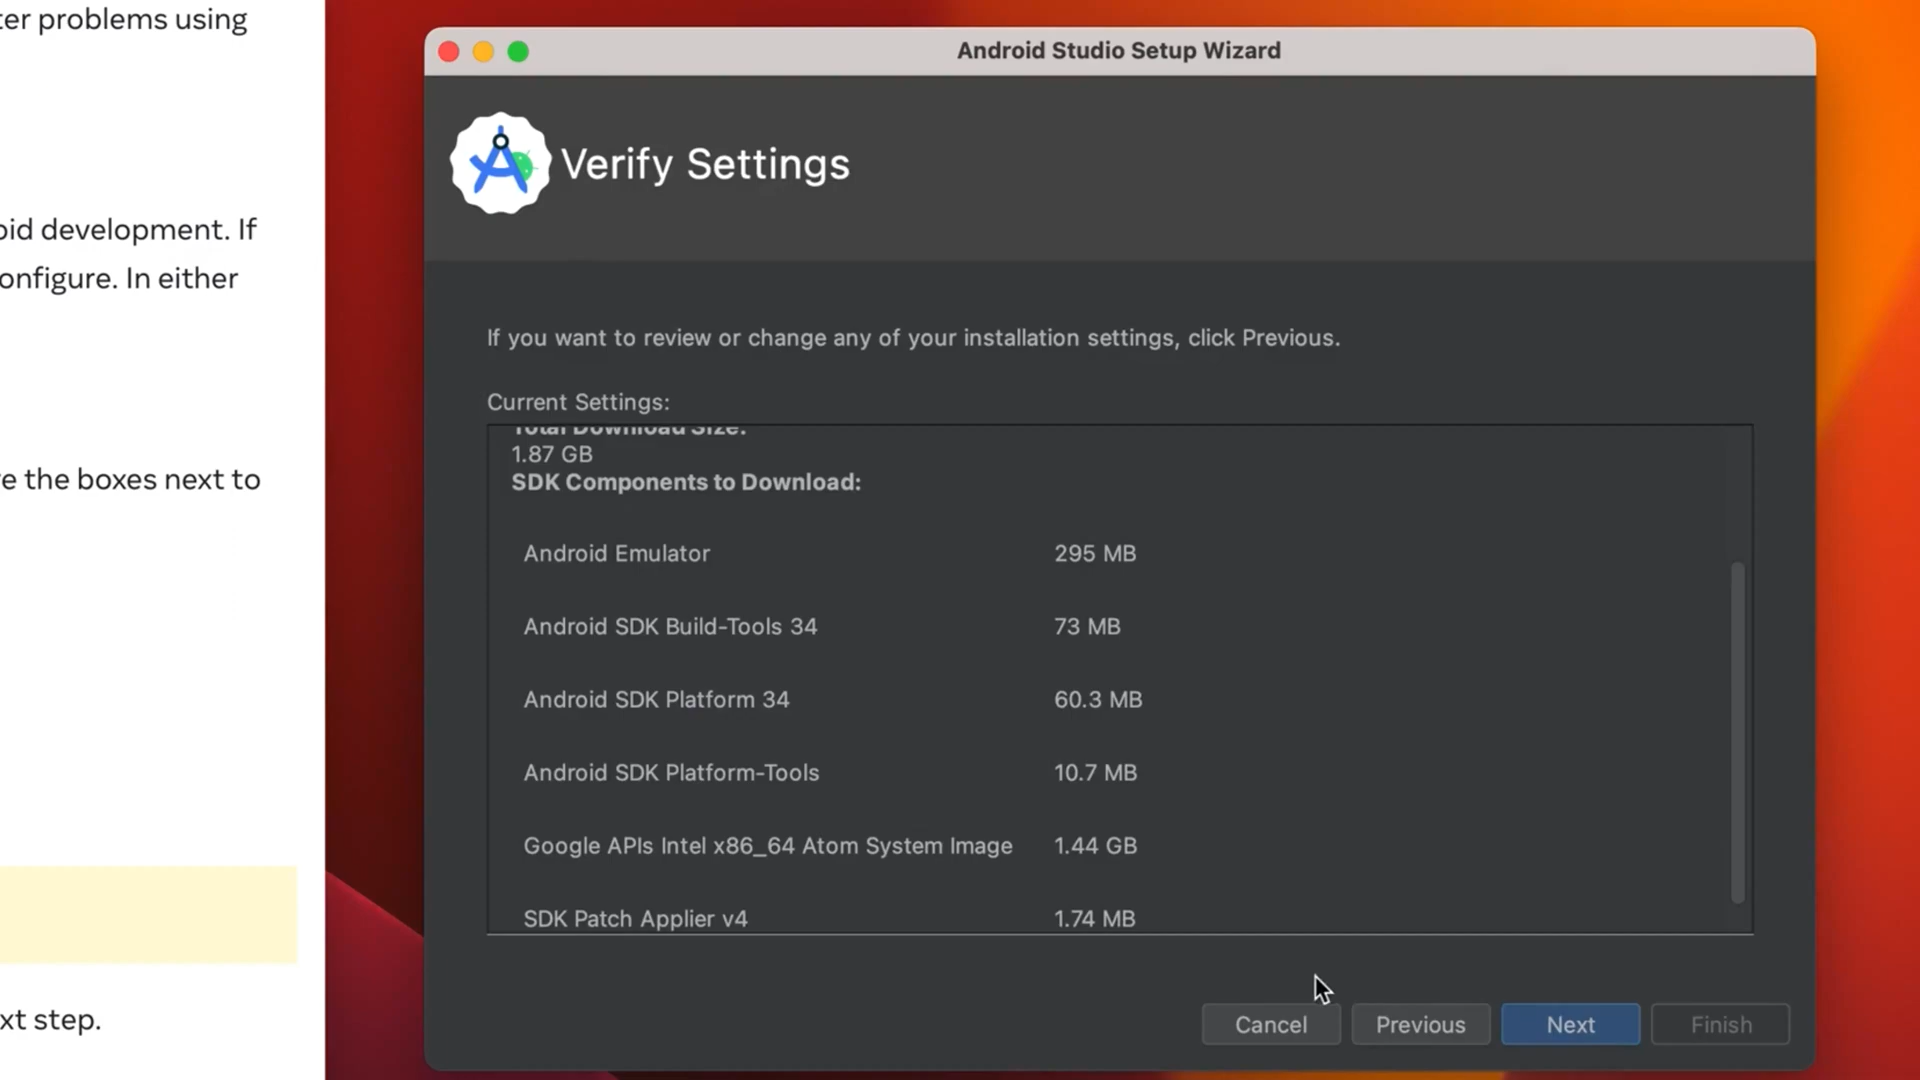 ter problems using
oid development. If
onfigure. In either
e the boxes next to
xt step.
Android Studio Setup Wizard
Verify Settings
If you want to review or change any of your installation settings, click Previous.
Current Settings:
Total Download Size:
1.87 GB
SDK Components to Download:
Android Emulator 295 MB
Android SDK Build-Tools 34 73 MB
Android SDK Platform 34 60.3 MB
Android SDK Platform-Tools 10.7 MB
Google APIs Intel x86_64 Atom System Image 1.44 GB
SDK Patch Applier v4 1.74 MB
Cancel Previous Next Finish